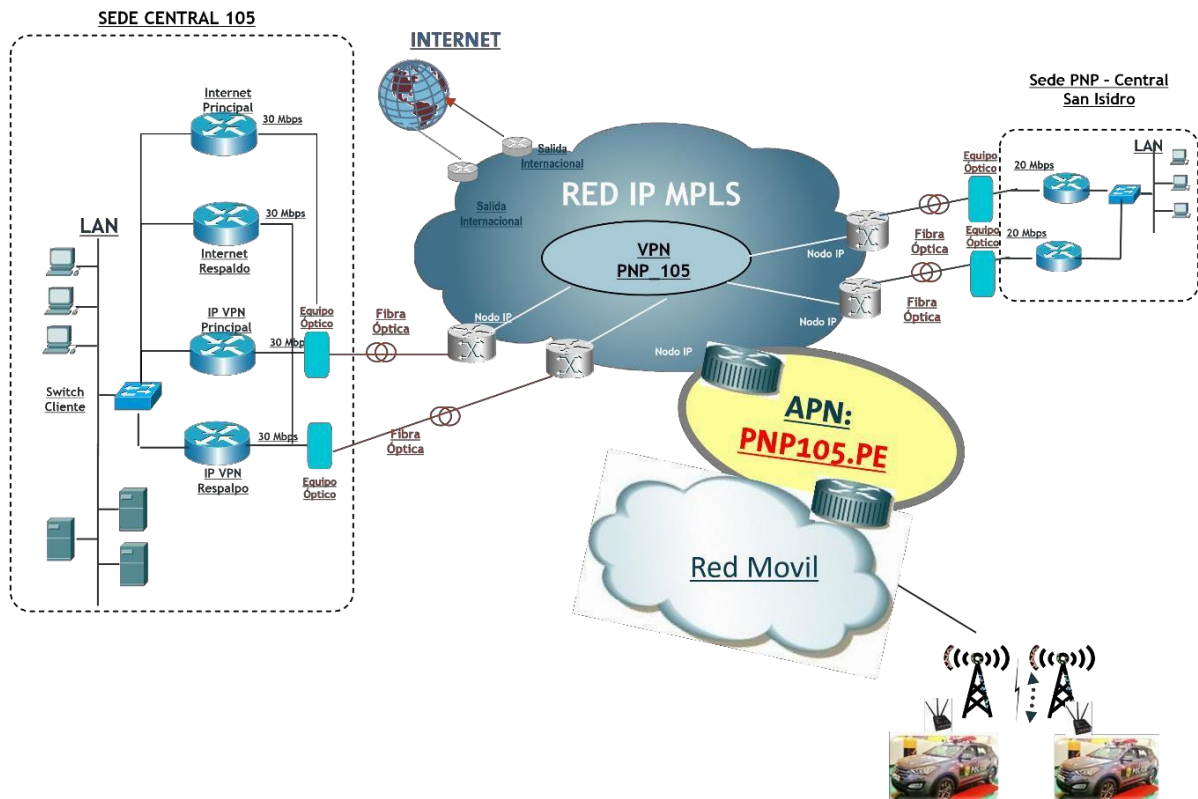 SEDE CENTRAL 105
Internet
Principal
30 Mbps
LAN
30 Mbps
Internet
Respaldo
IP VPN
Principal
30 Mbp
Equipo
Óptico
Switch
Cliente
30 Mbps
IP VPN
Respalpo
Equipo
Óptico
Fibra
Óptica
Fibra
Óptica
INTERNET
Salida
Internacional
Salida
Internacional
RED IP MPLS
VPN
PNP_105
Nodo IP
Nodo IP
Nodo IP
Nodo IP
Fibra
Óptica
Fibra
Óptica
Equipo
Óptico
Equipo
Óptico
Sede PNP - Central
San Isidro
20 Mbps
20 Mbps
LAN
APN:
PNP105.PE
Red Movil